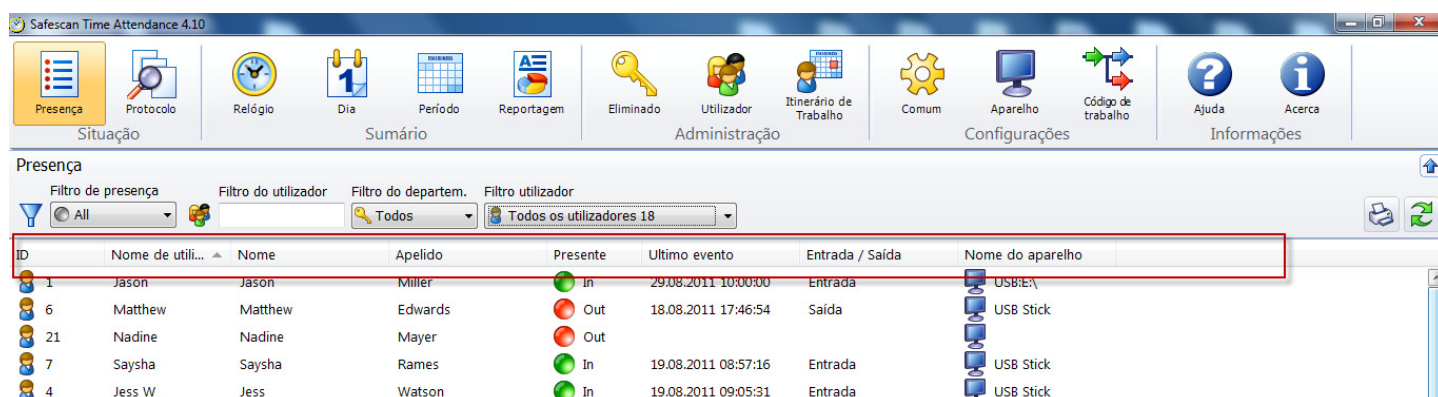 Safescan Time Attendance 4.10
Presença Protocolo Relógio Dia Período Reportagem Eliminado Utilizador Itinerário de Trabalho Comum Aparelho Código de trabalho Ajuda Acerca
Situação Sumário Administração Configurações Informações
Presença
Filtro de presença Filtro do utilizador Filtro do departem. Filtro utilizador
All Todos Todos os utilizadores 18
ID Nome de utili... Nome Apelido Presente Ultimo evento Entrada / Saída Nome do aparelho
1 Jason Jason Miller In 29.08.2011 10:00:00 Entrada USB:E:\
6 Matthew Matthew Edwards Out 18.08.2011 17:46:54 Saída USB Stick
21 Nadine Nadine Mayer Out
7 Saysha Saysha Rames In 19.08.2011 08:57:16 Entrada USB Stick
4 Jess W Jess Watson In 19.08.2011 09:05:31 Entrada USB Stick